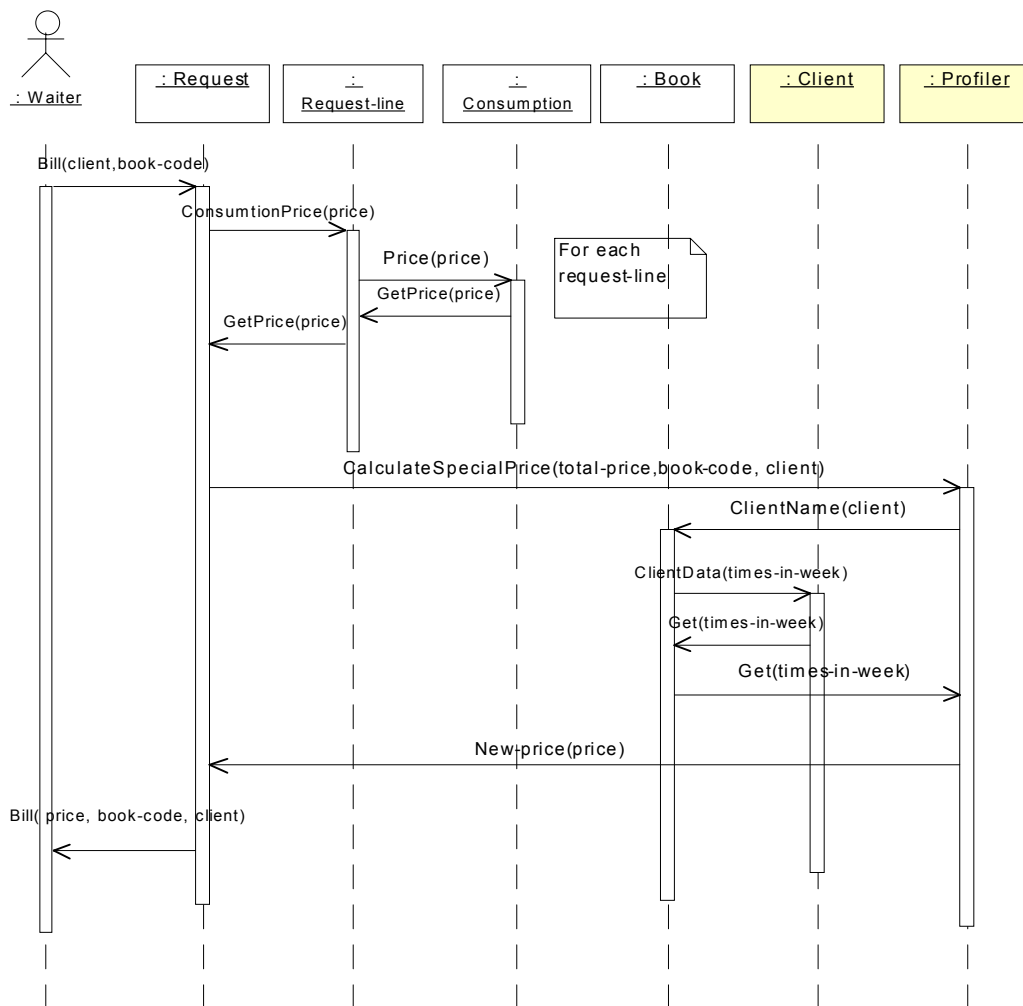 : Waiter
: Request
:
Request-line
:
Consumption
: Book
: Client
: Profiler
Bill(client,book-code)
ConsumtionPrice(price)
Price(price)
For each
request-line
GetPrice(price)
GetPrice(price)
CalculateSpecialPrice(total-price,book-code, client)
ClientName(client)
ClientData(times-in-week)
Get(times-in-week)
Get(times-in-week)
New-price(price)
Bill( price, book-code, client)